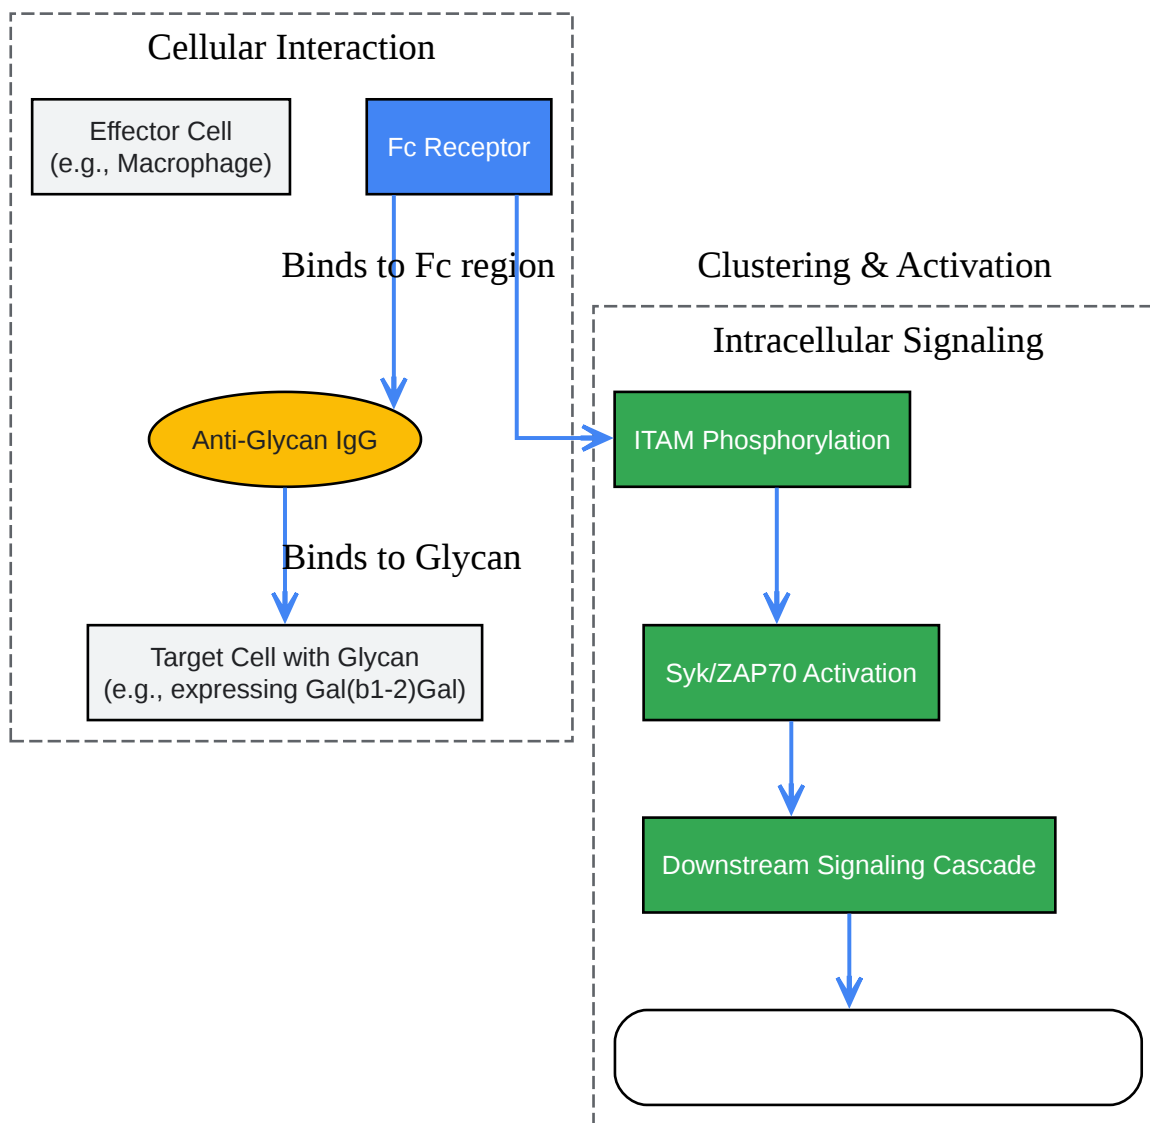 Cellular Interaction
Effector Cell
(e.g., Macrophage)
Fc Receptor
Binds to Fc region
Clustering & Activation
Intracellular Signaling
Anti-Glycan IgG
ITAM Phosphorylation
Binds to Glycan
Target Cell with Glycan
(e.g., expressing Gal(b1-2)Gal)
Syk/ZAP70 Activation
Downstream Signaling Cascade